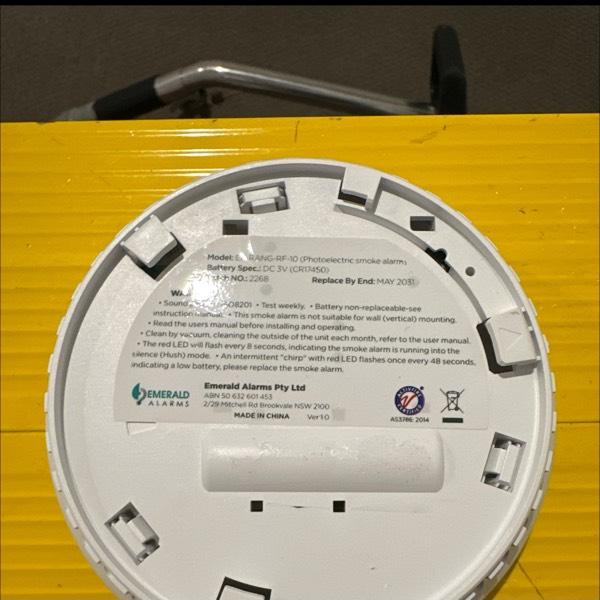 Model: RANG-RF-10 (Photoelectric smoke alarm)
Battery Spec.: DC 3V (CR17450)
NO.: 2268 Replace By End: MAY 2031
• Sound • Test weekly. • Battery non-replaceable-see
instruction manual. • This smoke alarm is not suitable for wall (vertical) mounting.
• Read the users manual before installing and operating.
• Clean by vacuum, cleaning the outside of the unit each month, refer to the user manual.
• The red LED will flash every 8 seconds, indicating the smoke alarm is running into the
silence (Hush) mode. • An intermittent "chirp" with red LED flashes once every 48 seconds,
indicating a low battery, please replace the smoke alarm.
EMERALD
ALARMS
Emerald Alarms Pty Ltd
ABN 50 632 601 453
2/29 Mitchell Rd Brookvale NSW 2100
MADE IN CHINA Ver1.0
AS3786: 2014